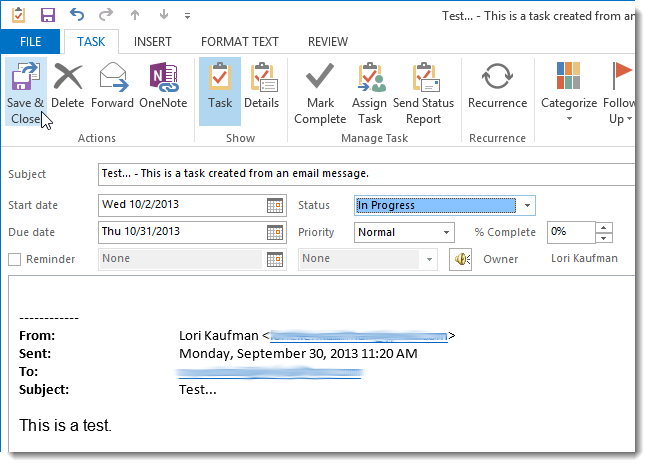 Test... - This is a task created from an
FILE TASK INSERT FORMAT TEXT REVIEW
Save & Close Delete Forward OneNote Task Details Mark Complete Assign Task Send Status Report Recurrence Categorize Follow Up
Actions Show Manage Task Recurrence
Subject Test... - This is a task created from an email message.
Start date Wed 10/2/2013 Status In Progress
Due date Thu 10/31/2013 Priority Normal % Complete 0%
Reminder None None Owner Lori Kaufman
------------
From: Lori Kaufman < >
Sent: Monday, September 30, 2013 11:20 AM
To:
Subject: Test...
This is a test.